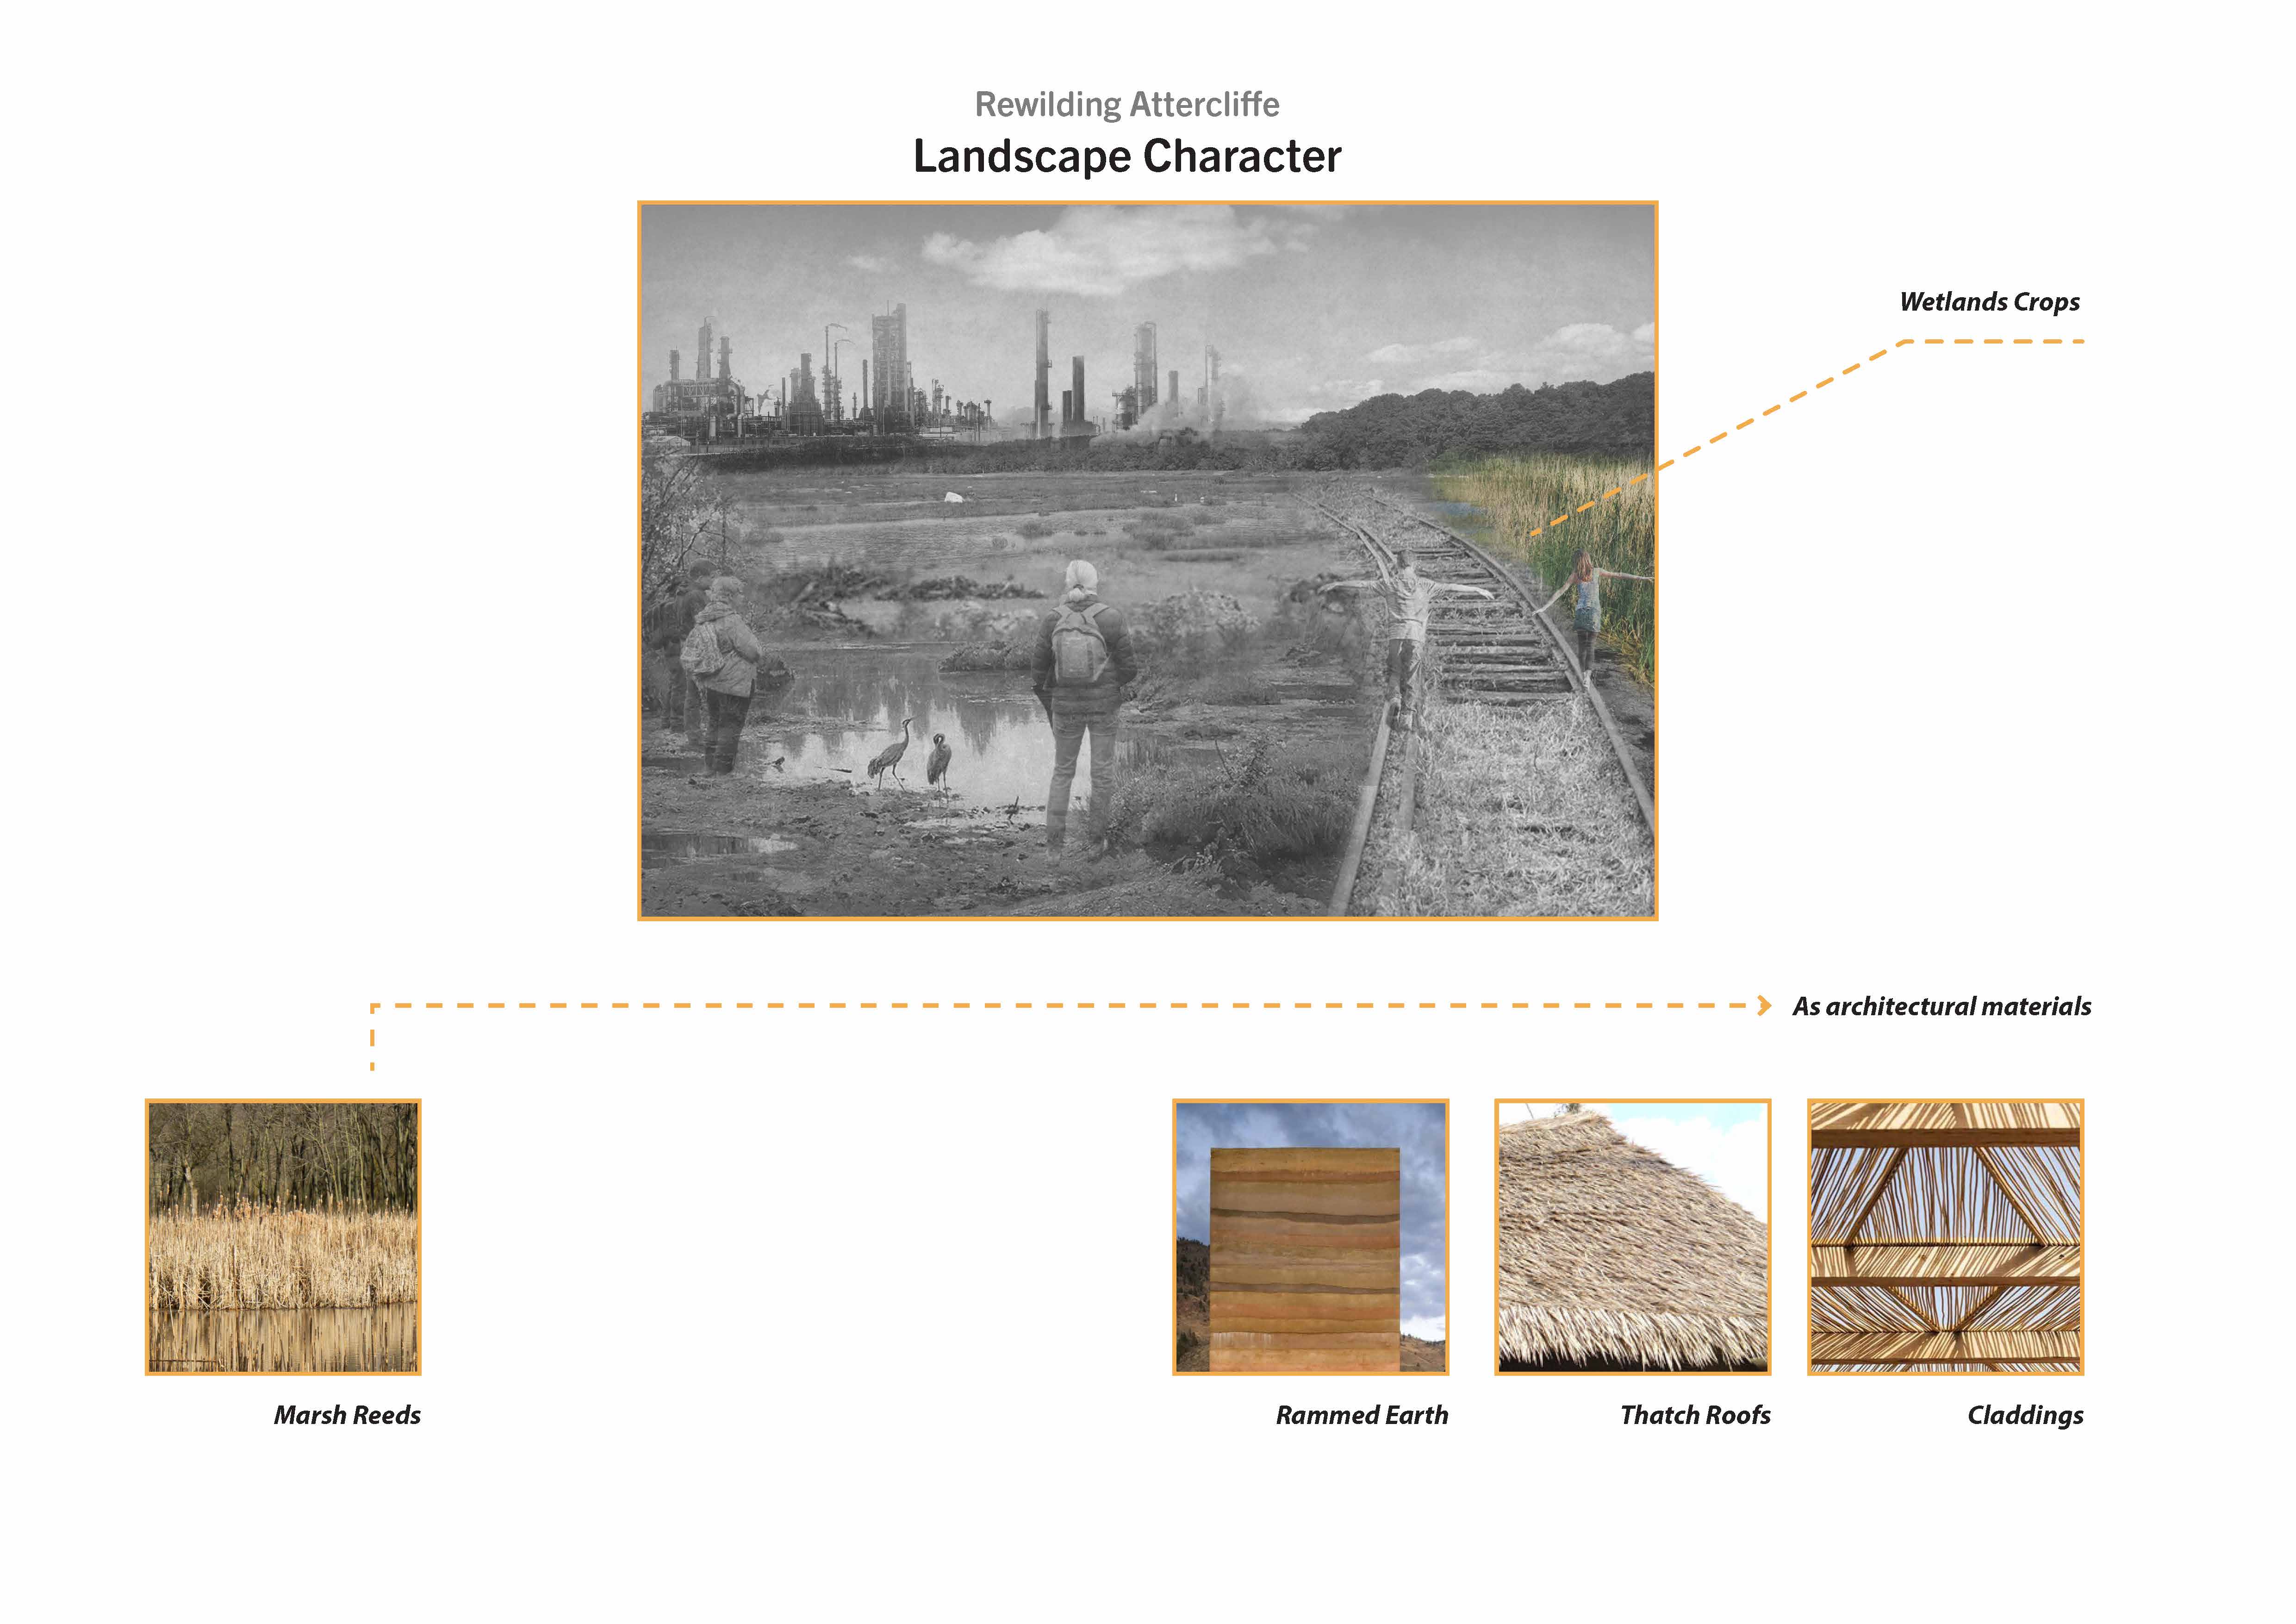 Rewilding Attercliffe
Landscape Character
Wetlands Crops
As architectural materials
Marsh Reeds
Rammed Earth
Thatch Roofs
Claddings